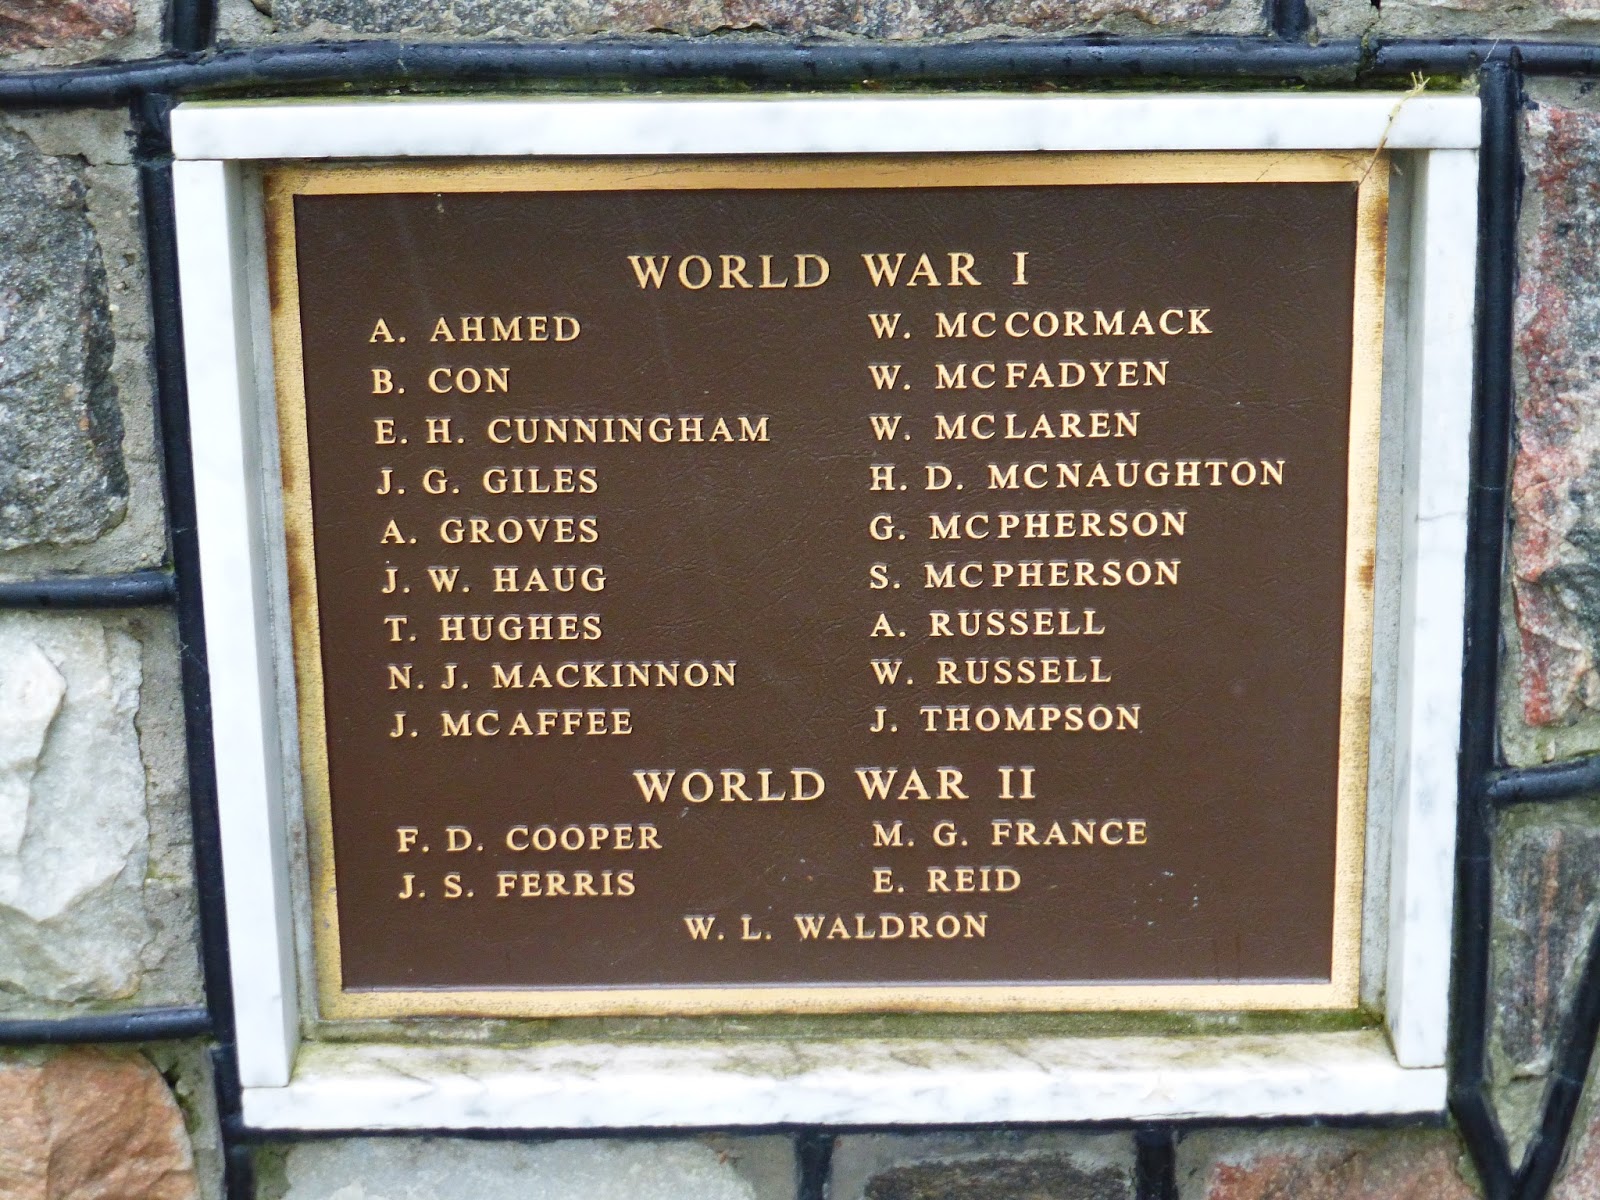 WORLD WAR I
A. AHMED
B. CON
E. H. CUNNINGHAM
J. G. GILES
A. GROVES
J. W. HAUG
T. HUGHES
N. J. MACKINNON
J. MCAFFEE
W. MCCORMACK
W. MCFADYEN
W. MCLAREN
H. D. MCNAUGHTON
G. MCPHERSON
S. MCPHERSON
A. RUSSELL
W. RUSSELL
J. THOMPSON
WORLD WAR II
F. D. COOPER
J. S. FERRIS
M. G. FRANCE
E. REID
W. L. WALDRON